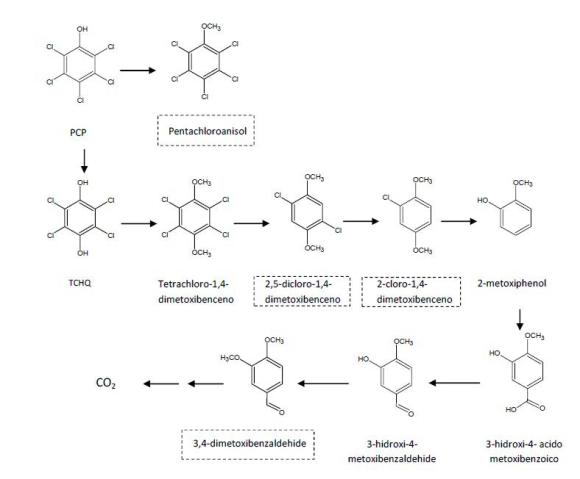 OH
Cl
Cl
Cl
Cl
Cl
OCH3
Cl
Cl
Cl
Cl
Cl
PCP
Pentachloroanisol
OH
Cl
Cl
Cl
Cl
OH
OCH3
Cl
Cl
Cl
Cl
OCH3
OCH3
Cl
Cl
OCH3
OCH3
Cl
OCH3
OCH3
HO
TCHQ
Tetrachloro-1,4-
dimetoxibenceno
2,5-dicloro-1,4-
dimetoxibenceno
2-cloro-1,4-
dimetoxibenceno
2-metoxiphenol
CO2
OCH3
H3CO
O
OCH3
HO
O
OCH3
HO
HO
O
3,4-dimetoxibenzaldehide
3-hidroxi-4-
metoxibenzaldehide
3-hidroxi-4- acido
metoxibenzoico